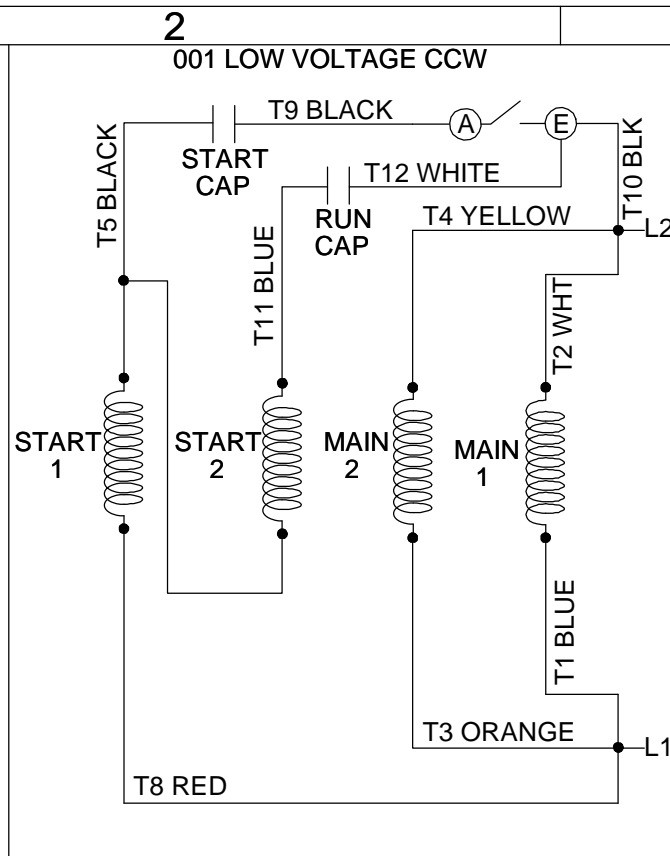 2
001 LOW VOLTAGE CCW
T9 BLACK
A
E
START
CAP
T12 WHITE
T5 BLACK
T10 BLK
RUN
CAP
T4 YELLOW
L2
T11 BLUE
T2 WHT
START
1
START
2
MAIN
2
MAIN
1
T1 BLUE
T3 ORANGE
L1
T8 RED